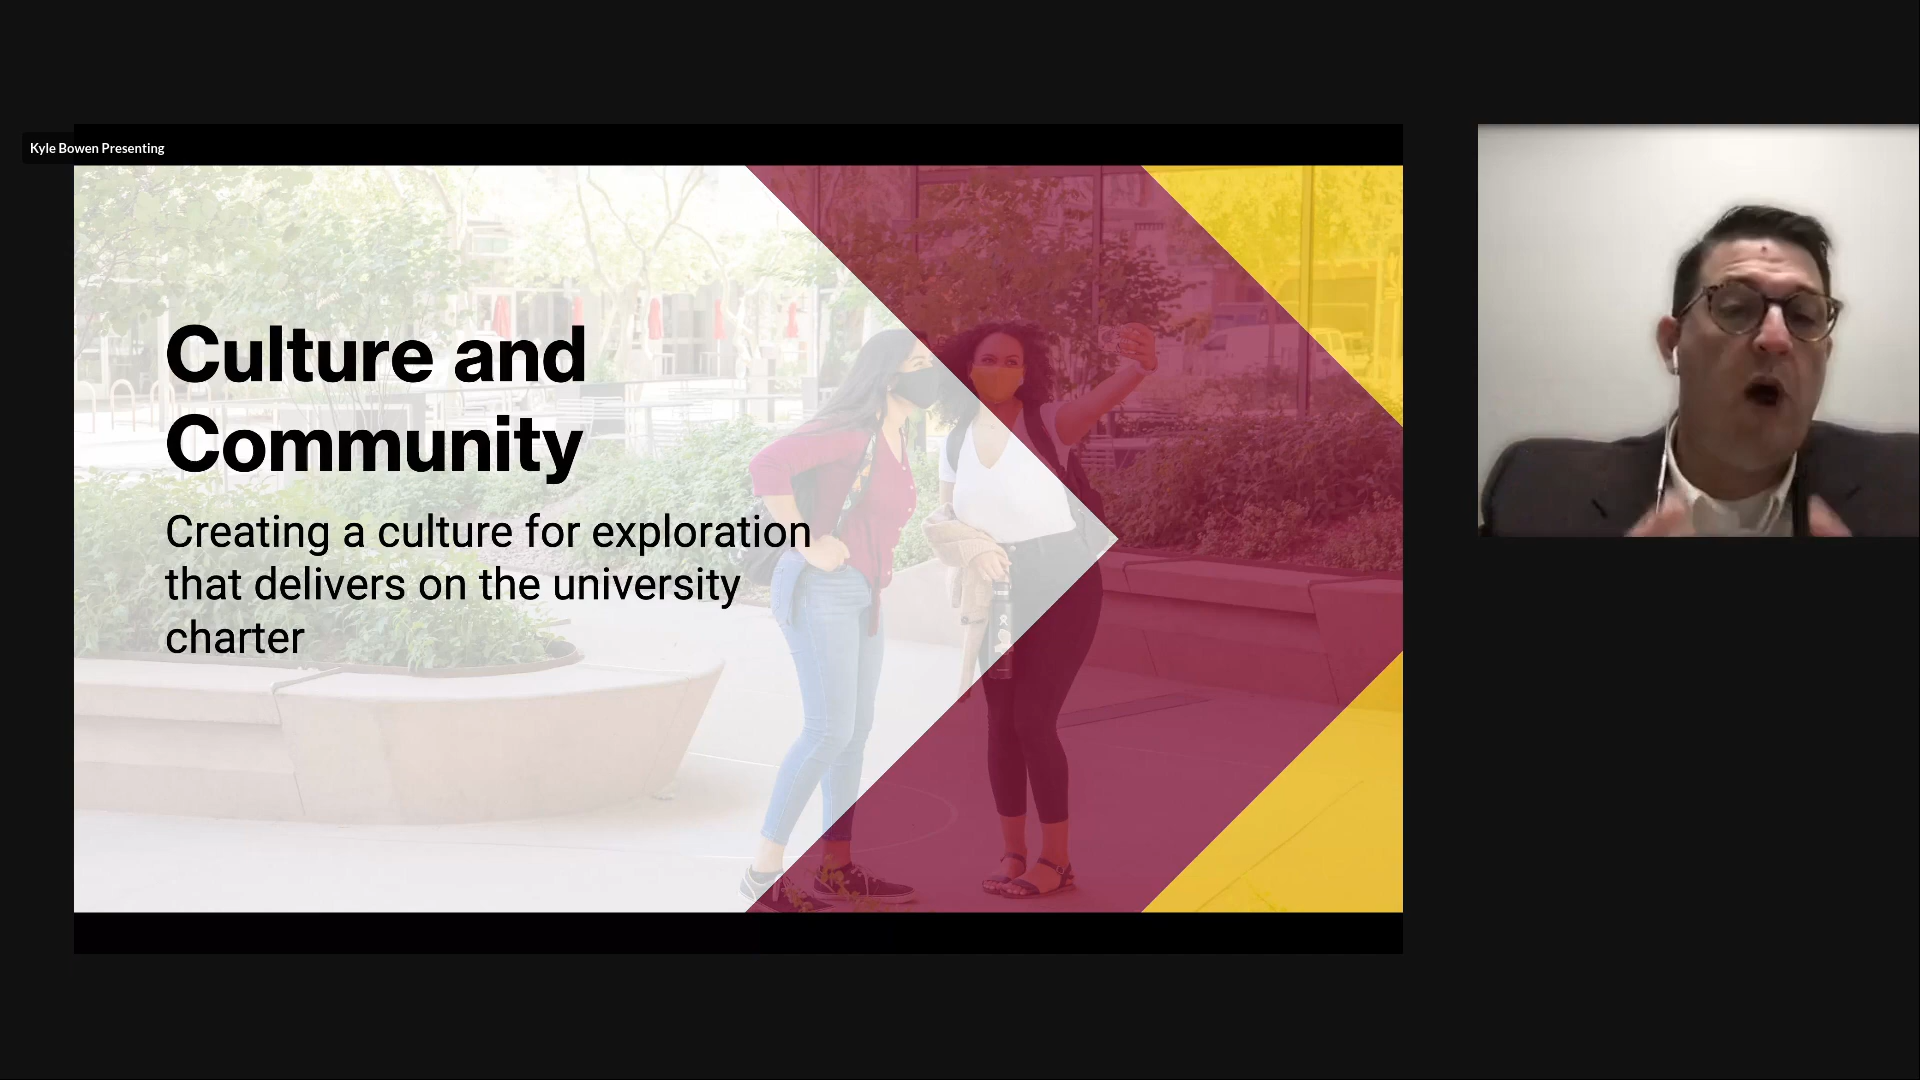 Kyle Bowen Presenting
Culture and
Community
Creating a culture for exploration
that delivers on the university
charter